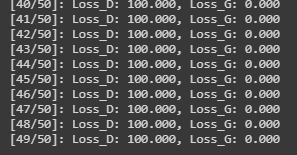 [40/50]: Loss_D: 100.000, Loss_G: 0.000
[41/50]: Loss_D: 100.000, Loss_G: 0.000
[42/50]: Loss_D: 100.000, Loss_G: 0.000
[43/50]: Loss_D: 100.000, Loss_G: 0.000
[44/50]: Loss_D: 100.000, Loss_G: 0.000
[45/50]: Loss_D: 100.000, Loss_G: 0.000
[46/50]: Loss_D: 100.000, Loss_G: 0.000
[47/50]: Loss_D: 100.000, Loss_G: 0.000
[48/50]: Loss_D: 100.000, Loss_G: 0.000
[49/50]: Loss_D: 100.000, Loss_G: 0.000